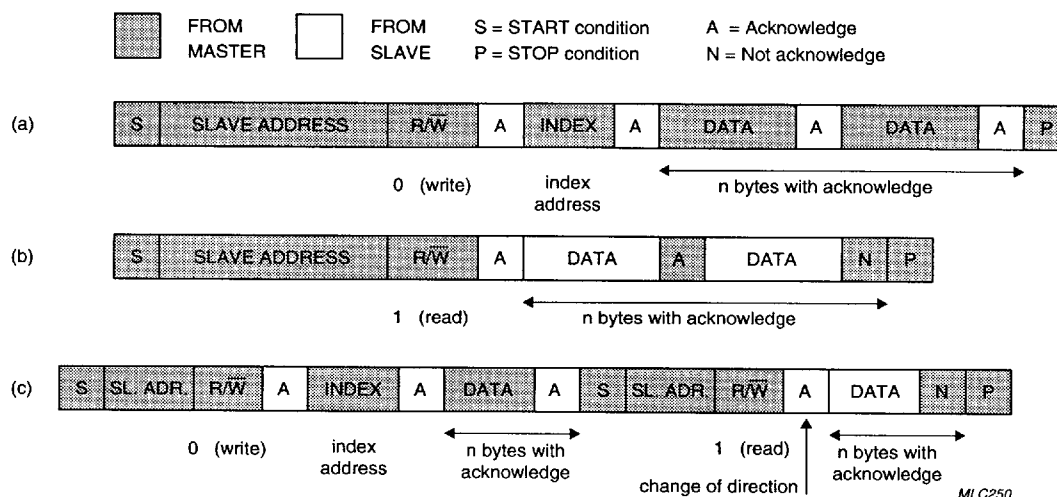 FROM MASTER
FROM SLAVE
S = START condition
P = STOP condition
A = Acknowledge
N = Not acknowledge
(a) S SLAVE ADDRESS R/W̅ A INDEX A DATA A DATA A P
0 (write) index address n bytes with acknowledge
(b) S SLAVE ADDRESS R/W̅ A DATA A DATA N P
1 (read) n bytes with acknowledge
(c) S SL. ADR. R/W̅ A INDEX A DATA A S SL. ADR. R/W̅ A DATA N P
0 (write) index address n bytes with acknowledge 1 (read) n bytes with acknowledge
change of direction
MLC250